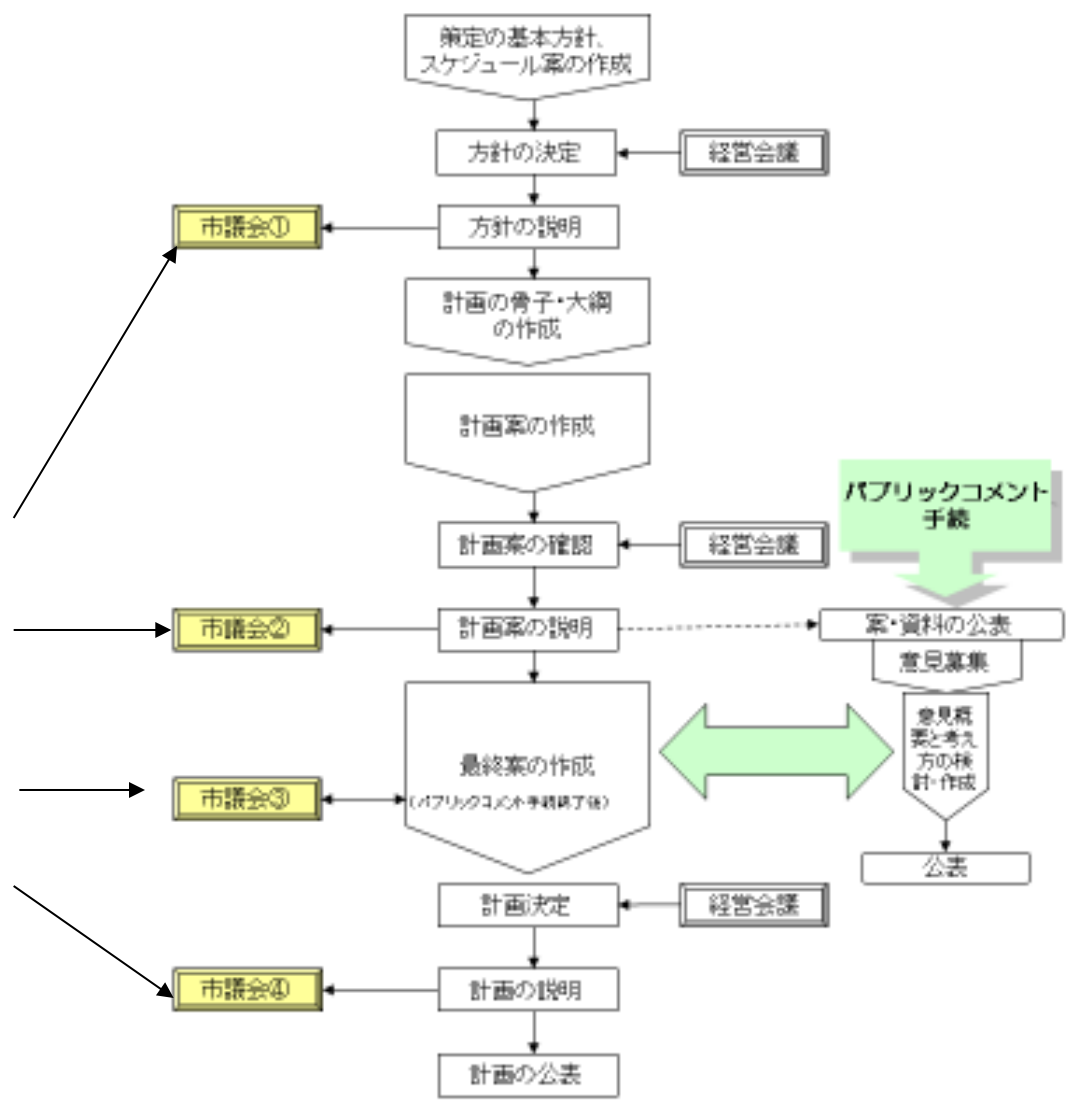 策定の基本方針、
スケジュール案の作成
方針の決定
経営会議
市議会①
方針の説明
計画の骨子・大綱
の作成
計画案の作成
パブリックコメント
手続
計画案の確認
経営会議
市議会②
計画案の説明
案・資料の公表
意見募集
意見概
要と考え
方の検
討・作成
最終案の作成
市議会③
(パブリックコメント手続終了後)
公表
計画決定
経営会議
市議会④
計画の説明
計画の公表